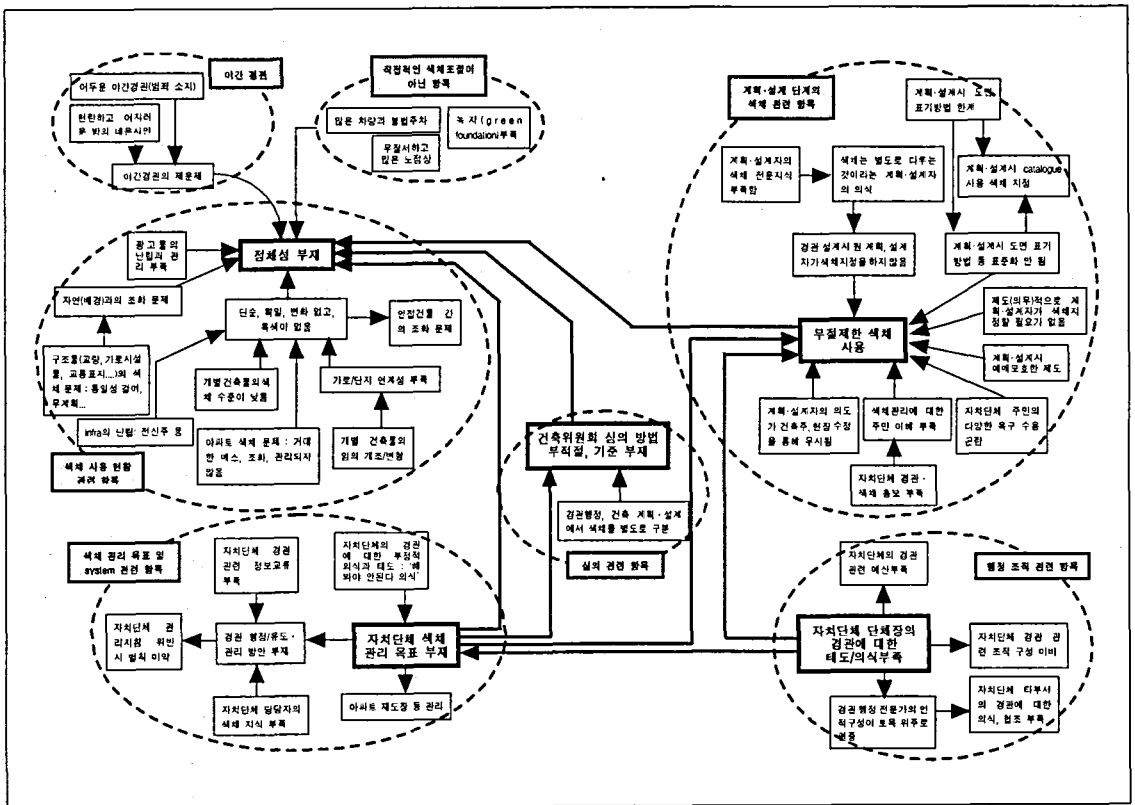 야간 경관
어두운 야간경관(범죄 소지)
현란하고 어지러
운 밤의 네온사인
야간경관의 제문제
직접적인 색채조절이
아닌 항목
많은 차량과 불법주차
무질서하고
많은 노점상
녹지(green
foundation)부족
계획·설계 단계의
색채 관련 항목
계획·설계시 도면
표기방법 한계
계획·설계자의
색채 전문지식
부족함
색채는 별도로 다루는
것이라는 계획·설계자
의 의식
계획·설계시 catalogue
사용 색채 지정
경관 설계시 원 계획, 설계
자가 색채지정을 하지 않음
계획·설계시 도면 표기
방법 등 표준화 안 됨
제도(의무)적으로 계
획·설계자가 색채지
정할 필요가 없음
무절제한 색채
사용
계획·설계시
애매모호한 제도
계획·설계자의 의도
가 건축주, 현장 수정
을 통해 무시됨
색채관리에 대한
주민 이해 부족
자치단체 주민의
다양한 욕구 수용
곤란
자치단체 경관·
색채 홍보 부족
광고물의
난립과 관
리 부족
정체성 부재
자연(배경)과의 조화 문제
단순, 획일, 변화 없고,
특색이 없음
인접건물 간
의 조화 문제
구조물(교량, 가로시설
물, 교통표지...)의 색
채 문제 : 통일성 결여,
무계획...
개별건축물의색
채 수준이 낮음
가로/단지 연계성 부족
infra의 난립: 전신주 등
아파트 색채 문제 : 거대
한 매스, 조화, 관리되지
않음
개별 건축물의
임의 개조/변형
색채 사용 현황
관련 항목
건축위원회 심의 방법
부적절, 기준 부재
경관행정, 건축 계획·설계
에서 색채를 별도로 구분
심의 관련 항목
색채 관리 목표 및
system 관련 항목
자치단체 경관
관련 정보교류
부족
자치단체의 경관
에 대한 부정적
의식과 태도 : '해
봐야 안된다 의식'
자치단체 관
리지침 위반
시 벌칙 미약
경관 행정/유도·
관리 방안 부재
자치단체 색채
관리 목표 부재
자치단체 담당자의
색채 지식 부족
아파트 재도장 등 관리
행정 조직 관련 항목
자치단체의 경관
관련 예산부족
자치단체 단체장의
경관에 대한
태도/의식부족
자치단체 경관 관
련 조직 구성 미비
경관행정 전문가의 인
적구성이 토목 위주로
편중
자치단체 타부서
의 경관에 대한
의식, 협조 부족